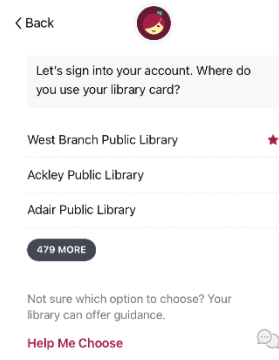 Back
Let's sign into your account. Where do
you use your library card?
West Branch Public Library
Ackley Public Library
Adair Public Library
479 MORE
Not sure which option to choose? Your
library can offer guidance.
Help Me Choose